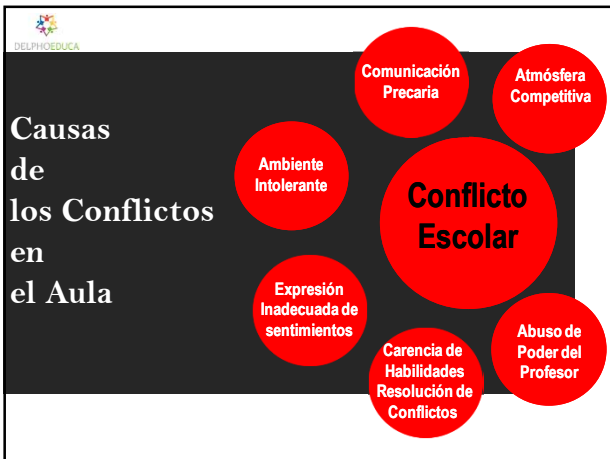 DELPHOEDUCA
Causas
de
los Conflictos
en
el Aula
Comunicación
Precaria
Atmósfera
Competitiva
Ambiente
Intolerante
Conflicto
Escolar
Expresión
Inadecuada de
sentimientos
Carencia de
Habilidades
Resolución de
Conflictos
Abuso de
Poder del
Profesor